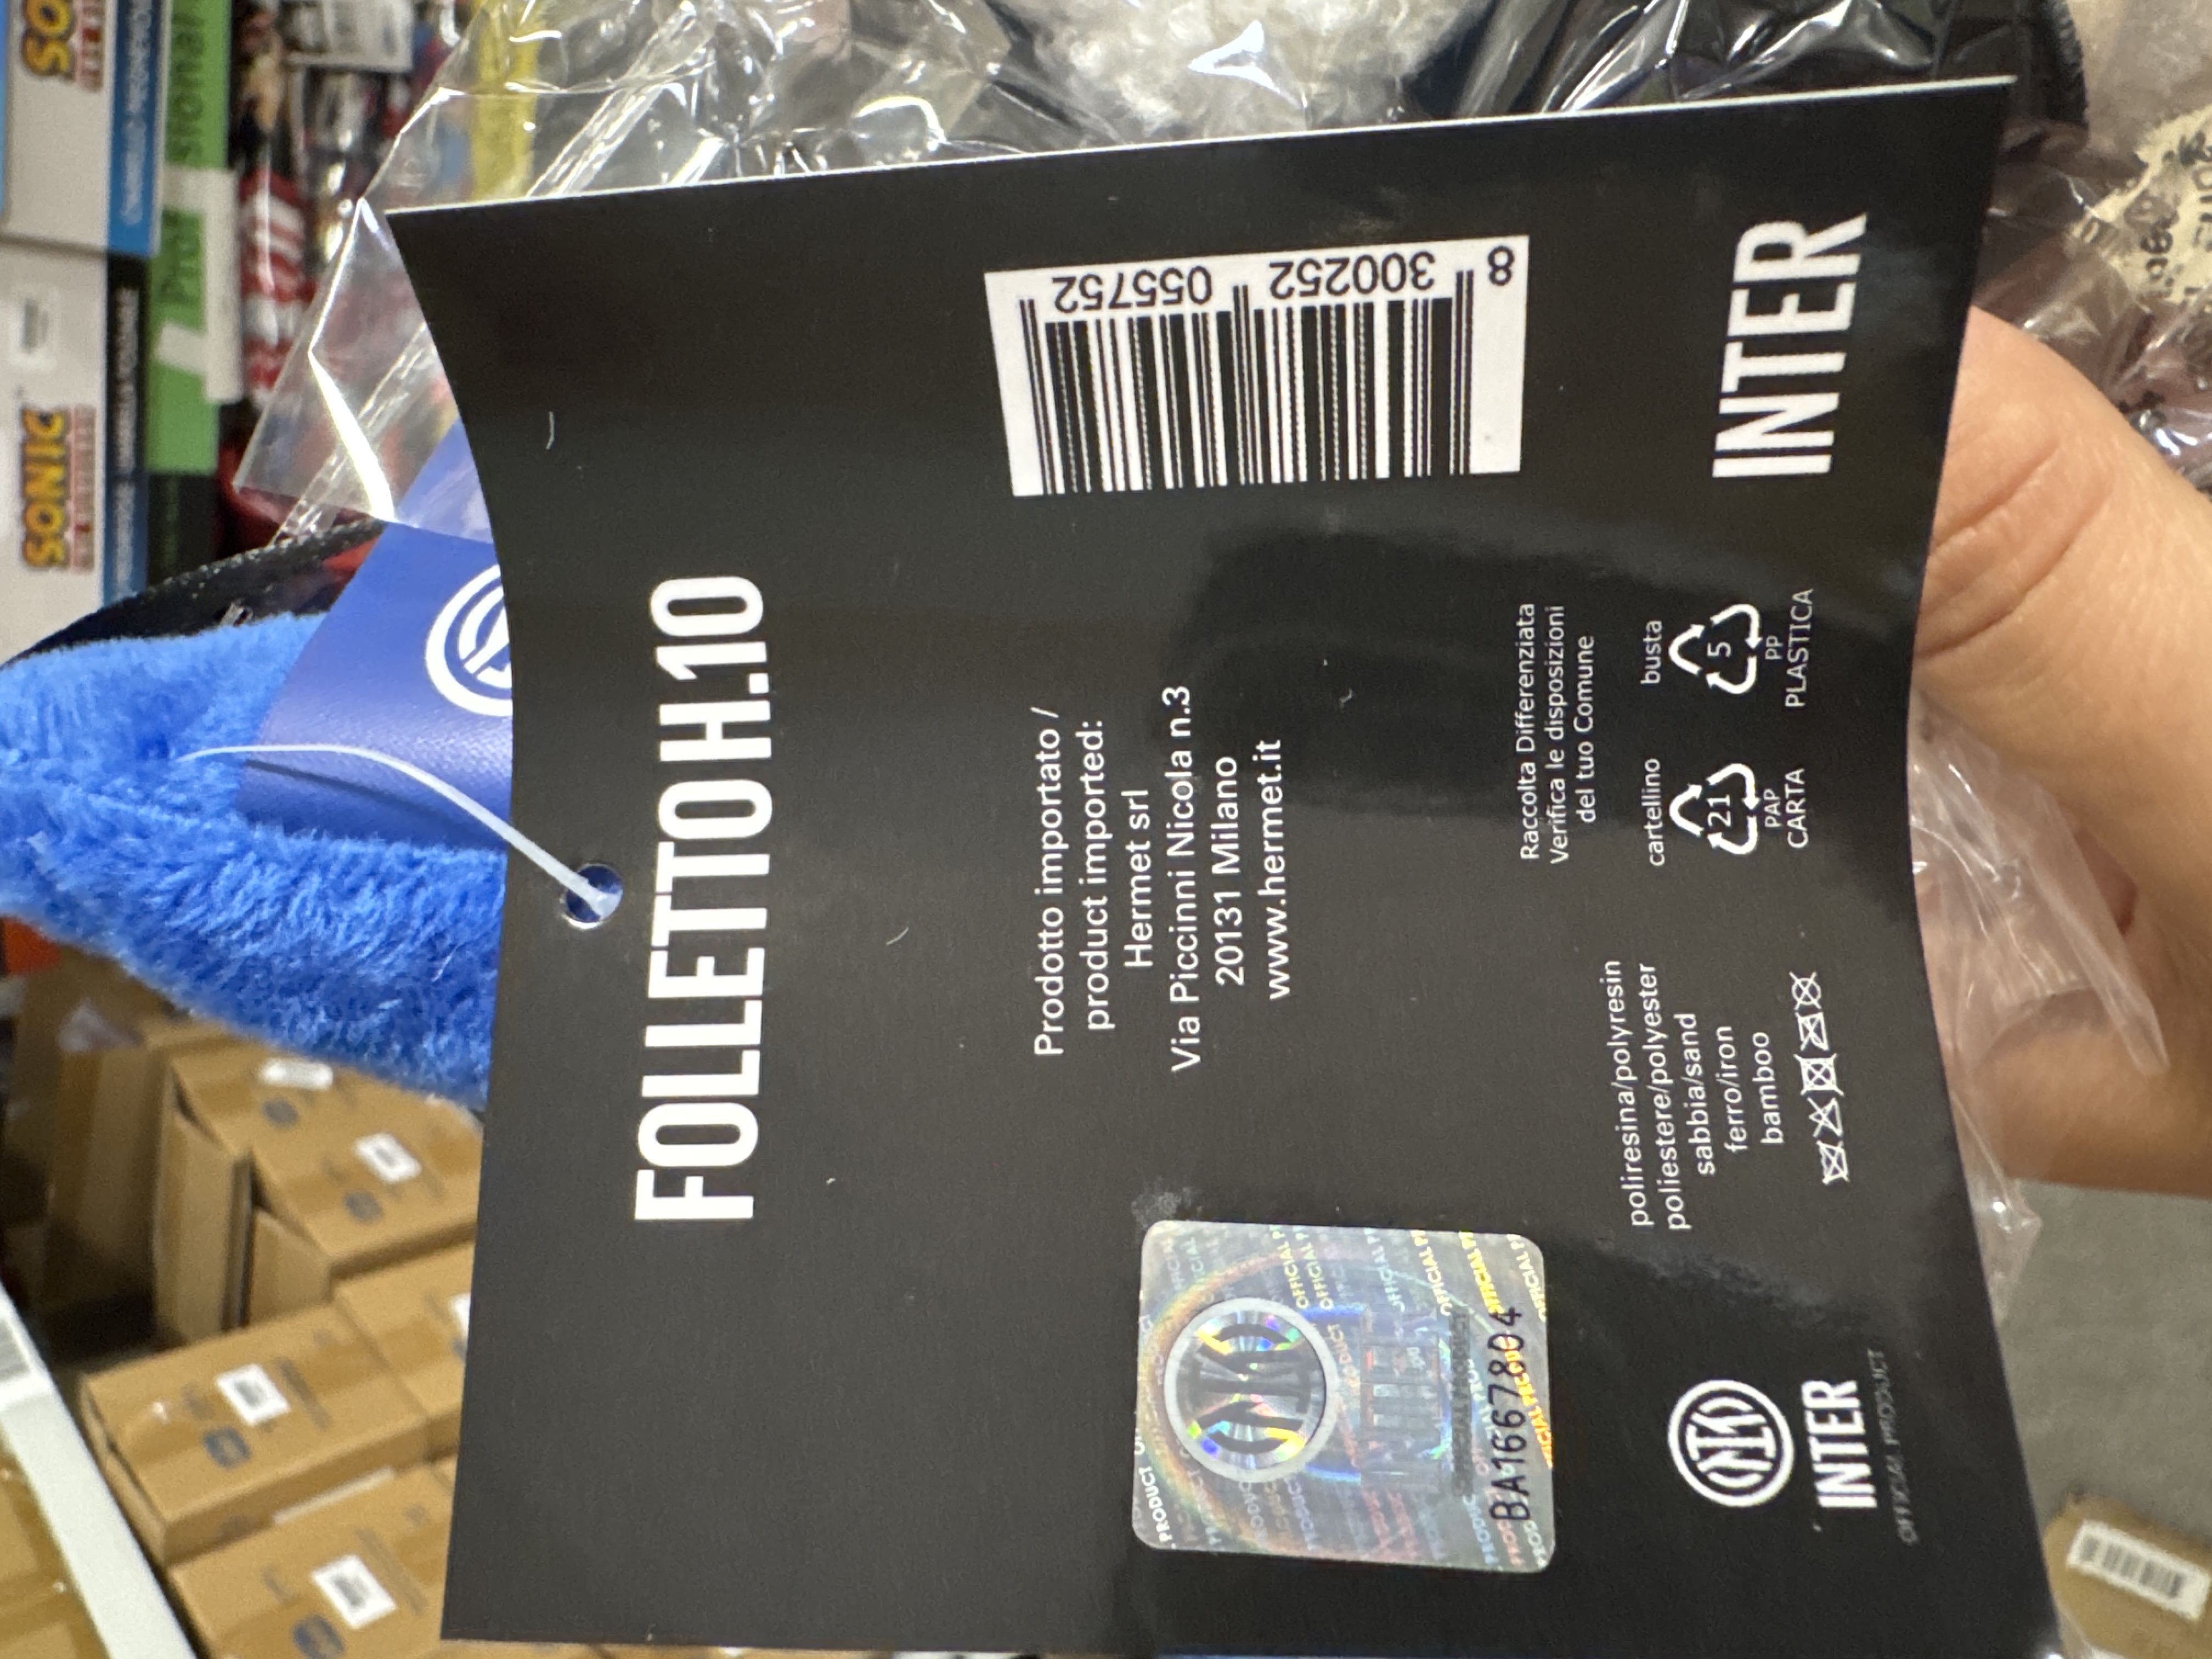 FOLLETTO H.10
Prodotto importato /
product imported:
Hermet srl
Via Piccinni Nicola n.3
20131 Milano
www.hermet.it
8 300252 055752
OFFICIAL PRODUCT
BA1667804
poliresina/polyresin
poliestere/polyester
sabbia/sand
ferro/iron
bamboo
Raccolta Differenziata
Verifica le disposizioni
del tuo Comune
cartellino busta
21 5
PAP PP
CARTA PLASTICA
INTER
OFFICIAL PRODUCT
INTER
SONIC